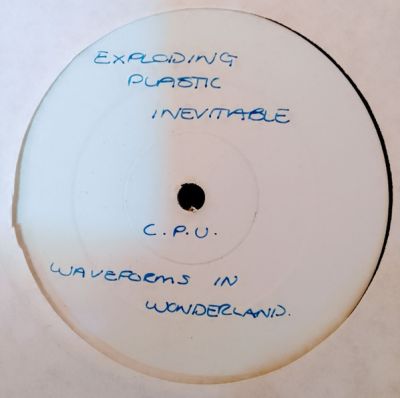 EXPLODING
PLASTIC
INEVITABLE
C.P.U.
WAVEFORMS IN
WONDERLAND.